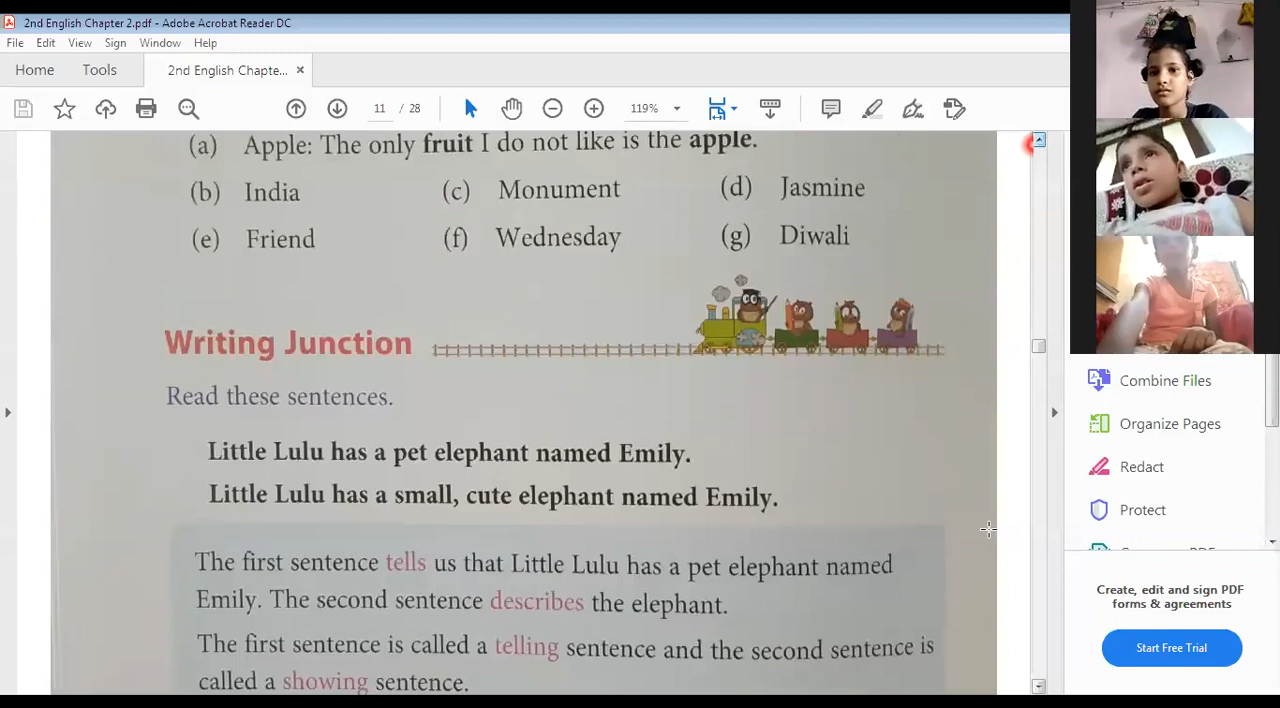 2nd English Chapter 2.pdf - Adobe Acrobat Reader DC
File Edit View Sign Window Help
Home Tools 2nd English Chapte... ×
11 / 28 119%
(a) Apple: The only fruit I do not like is the apple.
(b) India (c) Monument (d) Jasmine
(e) Friend (f) Wednesday (g) Diwali
Writing Junction
Read these sentences.
Little Lulu has a pet elephant named Emily.
Little Lulu has a small, cute elephant named Emily.
The first sentence tells us that Little Lulu has a pet elephant named
Emily. The second sentence describes the elephant.
The first sentence is called a telling sentence and the second sentence is
called a showing sentence.
Combine Files
Organize Pages
Redact
Protect
Create, edit and sign PDF
forms & agreements
Start Free Trial